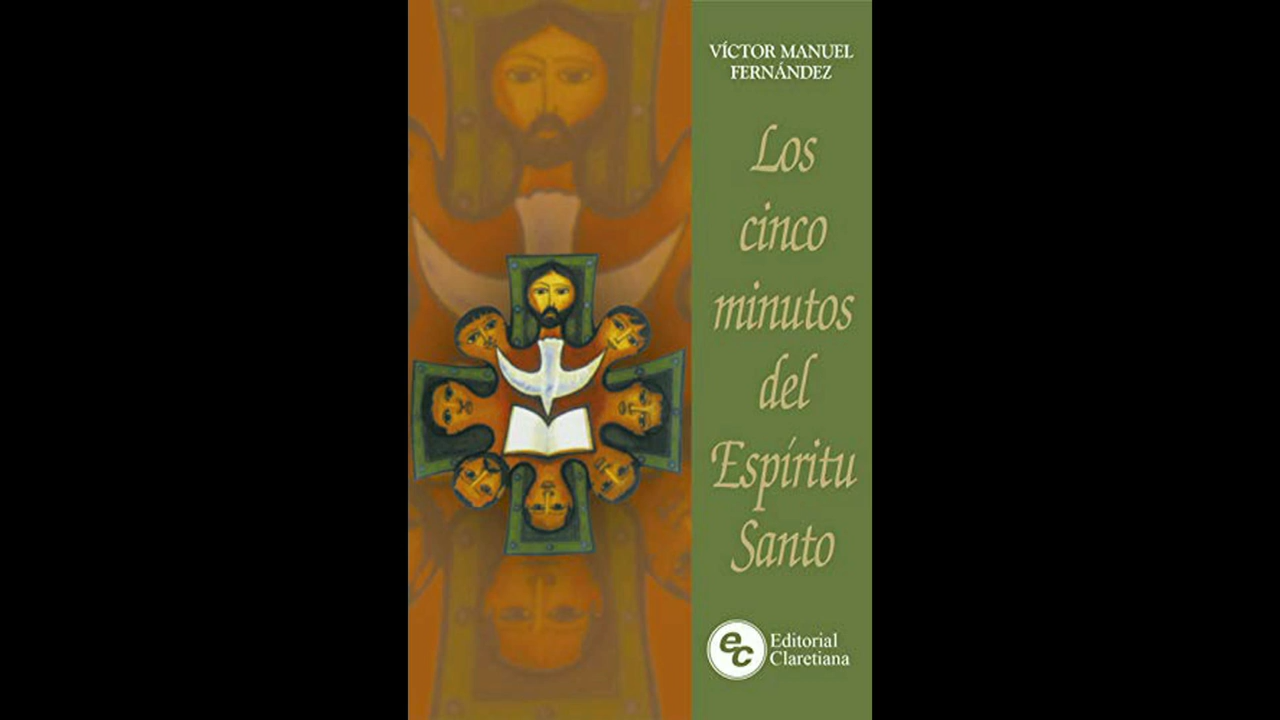 VÍCTOR MANUEL
FERNÁNDEZ
Los
cinco
minutos
del
Espíritu
Santo
ec
Editorial
Claretiana